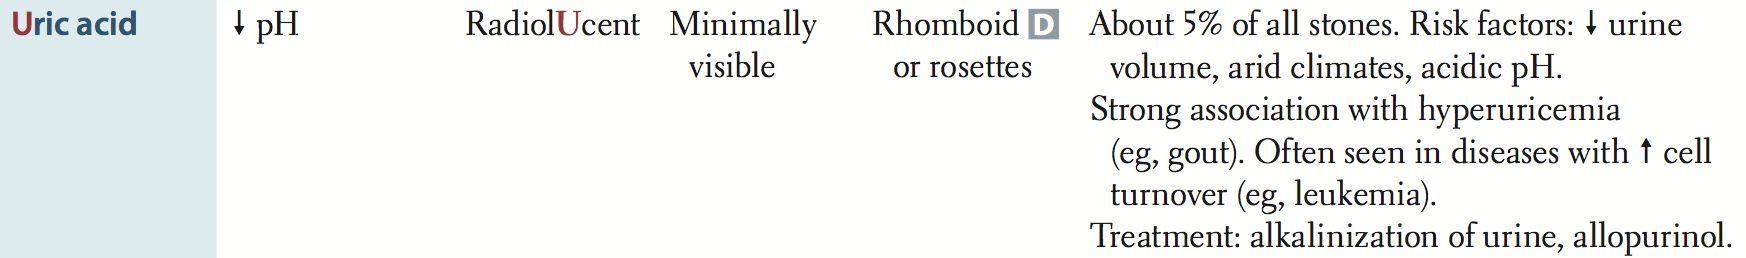 Uric acid
↓ pH
RadiolUcent
Minimally
visible
Rhomboid D
or rosettes
About 5% of all stones. Risk factors: ↓ urine
volume, arid climates, acidic pH.
Strong association with hyperuricemia
(eg, gout). Often seen in diseases with ↑ cell
turnover (eg, leukemia).
Treatment: alkalinization of urine, allopurinol.